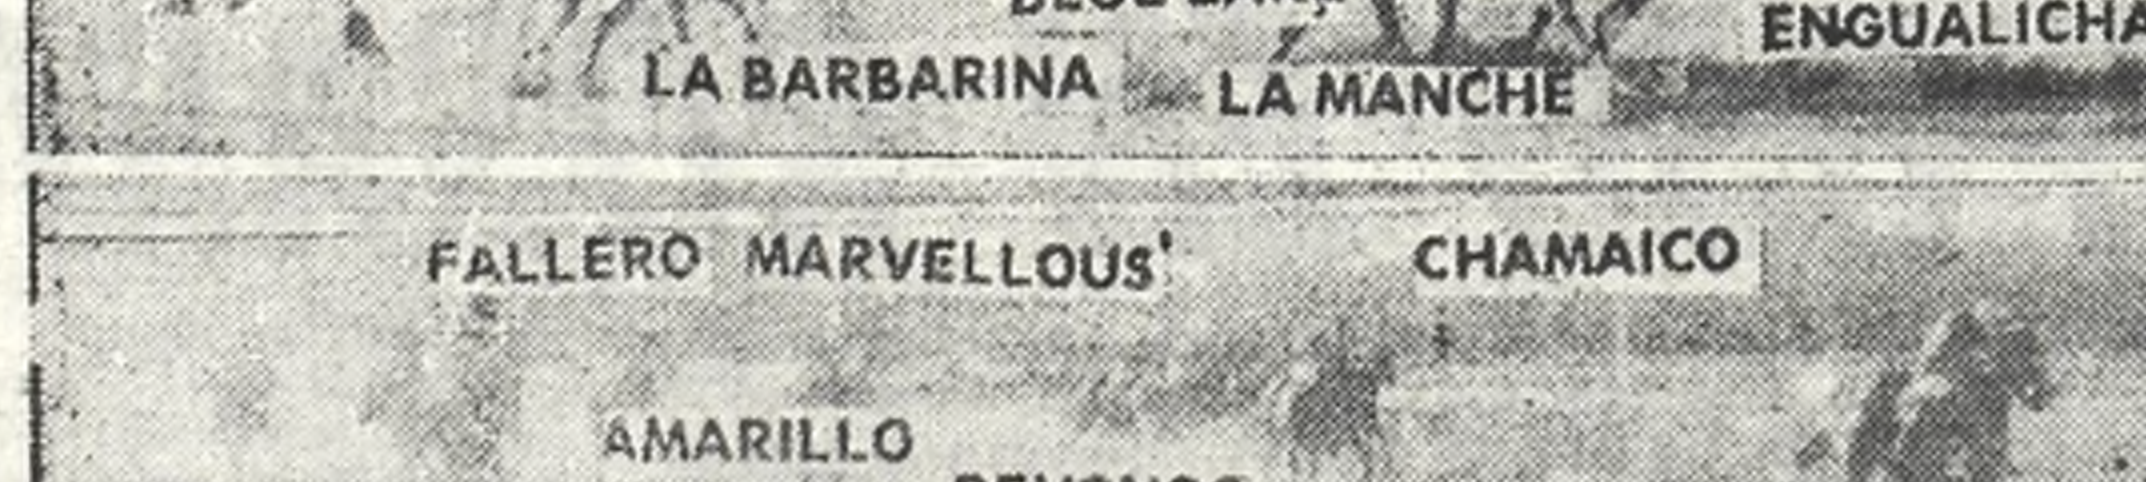 ENGUALICHA
LA BARBARINA
LA MANCHE
FALLERO MARVELLOUS'
CHAMAICO
AMARILLO